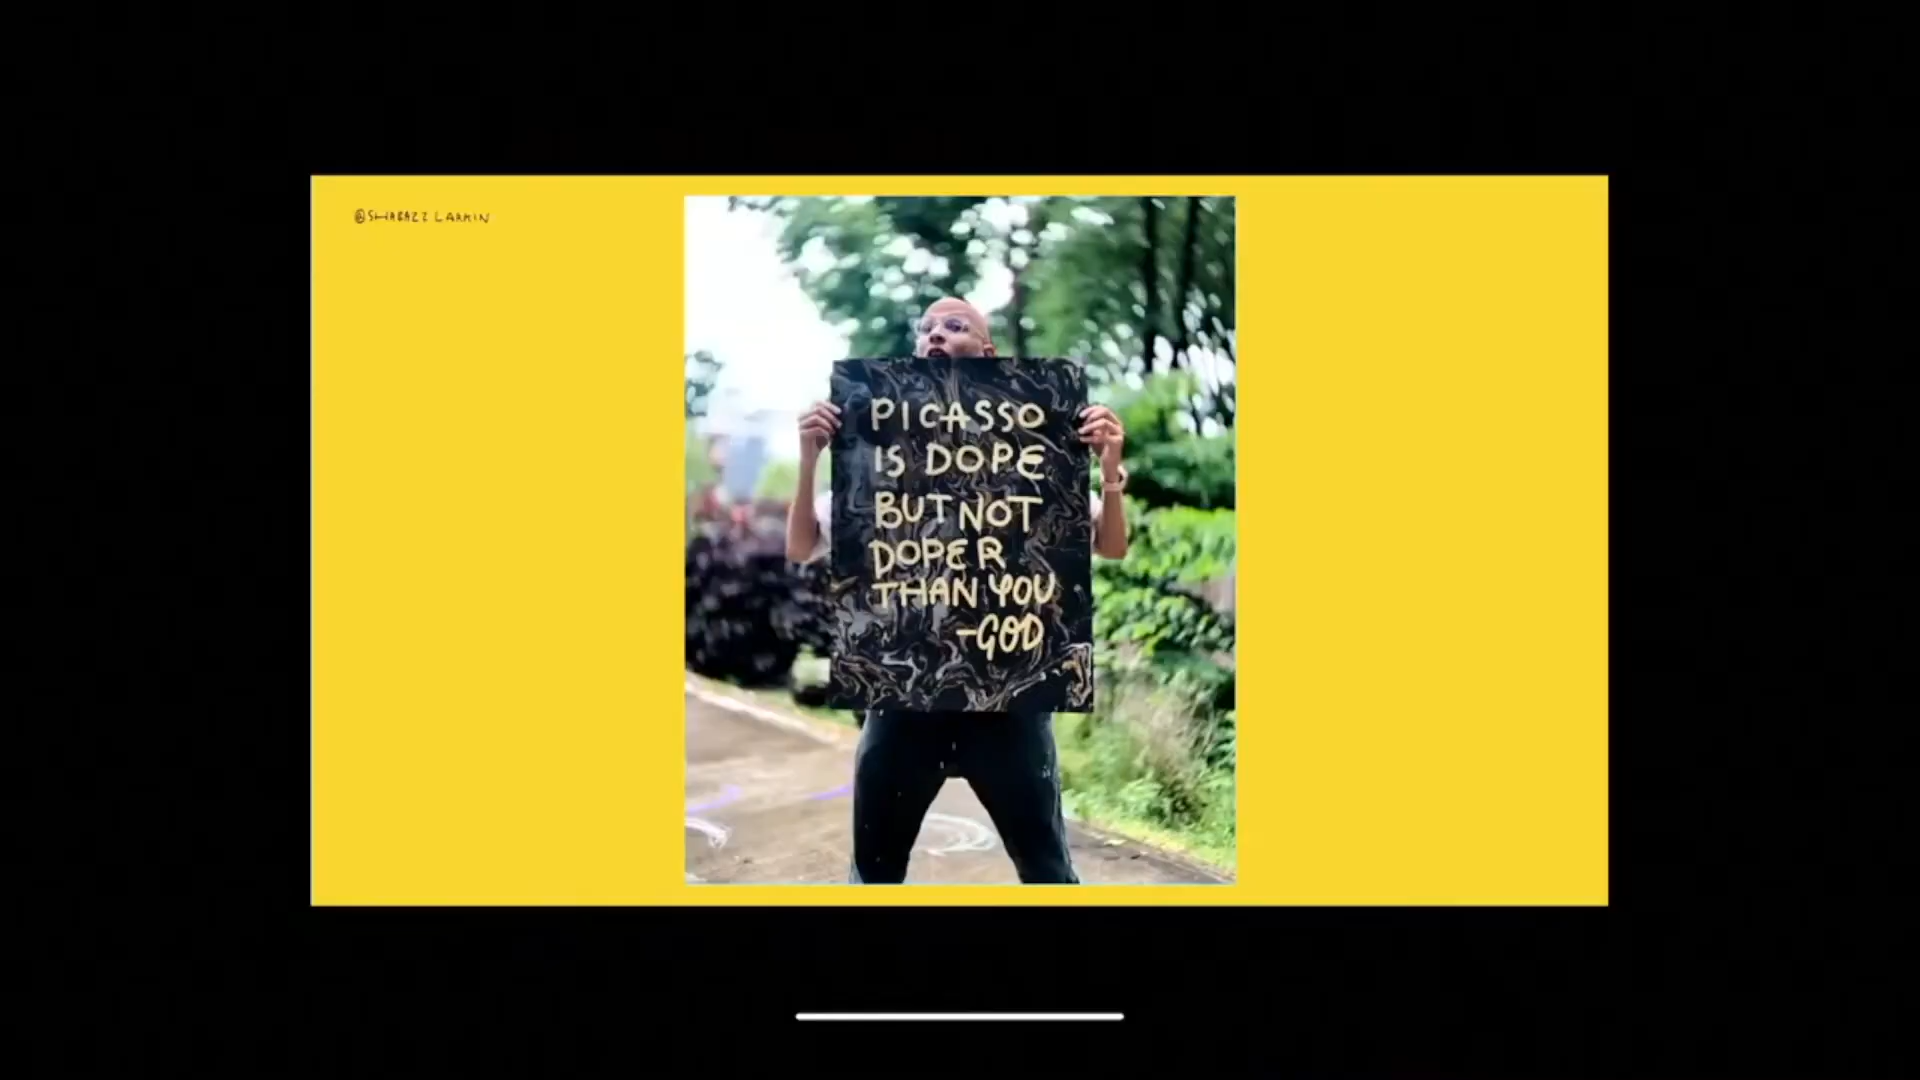 @SHABAZZ LARKIN
PICASSO
IS DOPE
BUT NOT
DOPER
THAN YOU
-GOD